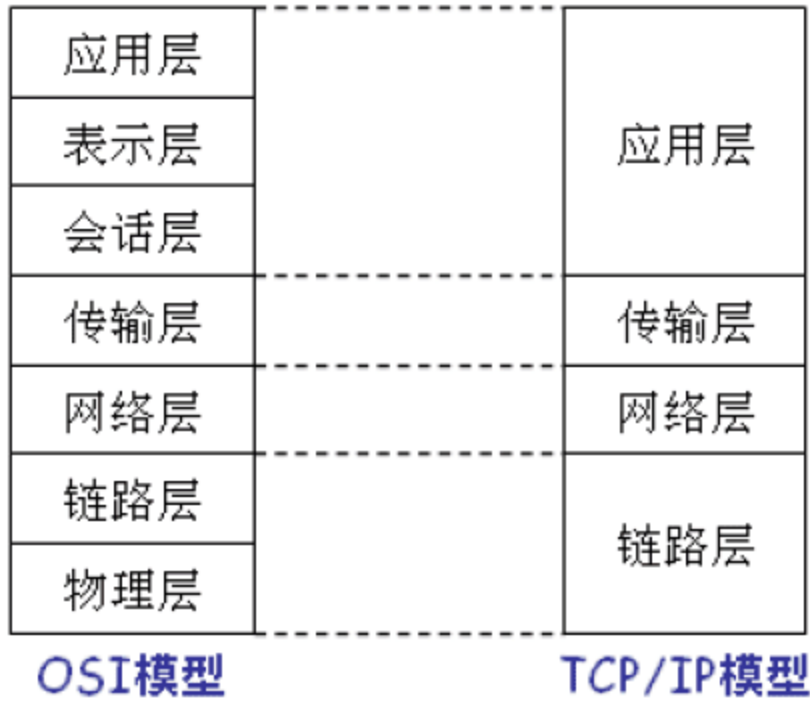 应用层
表示层
会话层
传输层
网络层
链路层
物理层
OSI模型
应用层
传输层
网络层
链路层
TCP/IP模型